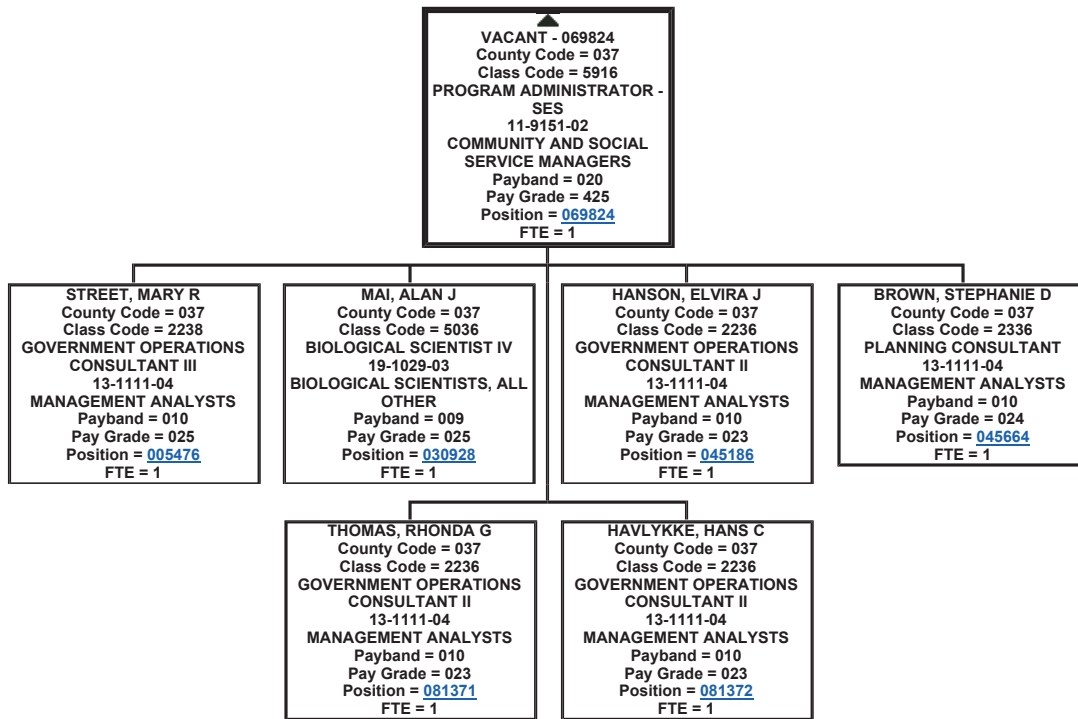 VACANT - 069824
County Code = 037
Class Code = 5916
PROGRAM ADMINISTRATOR -
SES
11-9151-02
COMMUNITY AND SOCIAL
SERVICE MANAGERS
Payband = 020
Pay Grade = 425
Position = 069824
FTE = 1
STREET, MARY R
County Code = 037
Class Code = 2238
GOVERNMENT OPERATIONS
CONSULTANT III
13-1111-04
MANAGEMENT ANALYSTS
Payband = 010
Pay Grade = 025
Position = 005476
FTE = 1
MAI, ALAN J
County Code = 037
Class Code = 5036
BIOLOGICAL SCIENTIST IV
19-1029-03
BIOLOGICAL SCIENTISTS, ALL
OTHER
Payband = 009
Pay Grade = 025
Position = 030928
FTE = 1
HANSON, ELVIRA J
County Code = 037
Class Code = 2236
GOVERNMENT OPERATIONS
CONSULTANT II
13-1111-04
MANAGEMENT ANALYSTS
Payband = 010
Pay Grade = 023
Position = 045186
FTE = 1
BROWN, STEPHANIE D
County Code = 037
Class Code = 2336
PLANNING CONSULTANT
13-1111-04
MANAGEMENT ANALYSTS
Payband = 010
Pay Grade = 024
Position = 045664
FTE = 1
THOMAS, RHONDA G
County Code = 037
Class Code = 2236
GOVERNMENT OPERATIONS
CONSULTANT II
13-1111-04
MANAGEMENT ANALYSTS
Payband = 010
Pay Grade = 023
Position = 081371
FTE = 1
HAVLYKKE, HANS C
County Code = 037
Class Code = 2236
GOVERNMENT OPERATIONS
CONSULTANT II
13-1111-04
MANAGEMENT ANALYSTS
Payband = 010
Pay Grade = 023
Position = 081372
FTE = 1